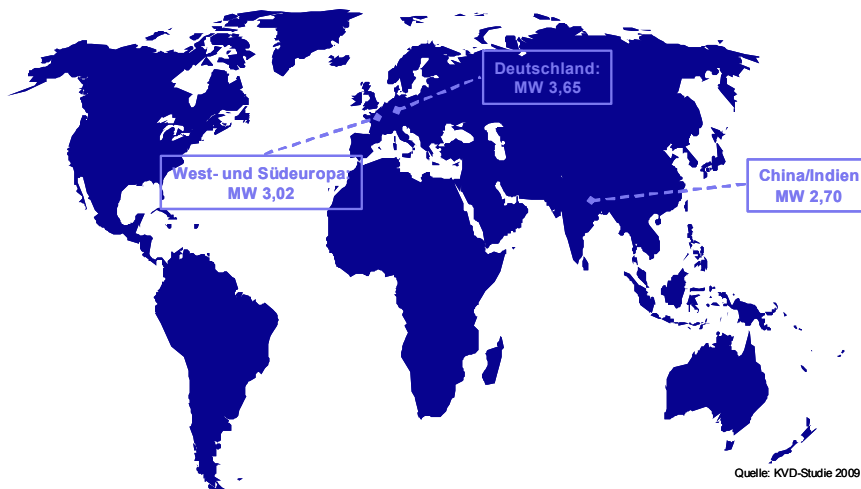 Deutschland:
MW 3,65
West- und Südeuropa:
MW 3,02
China/Indien
MW 2,70
Quelle: KVD-Studie 2009